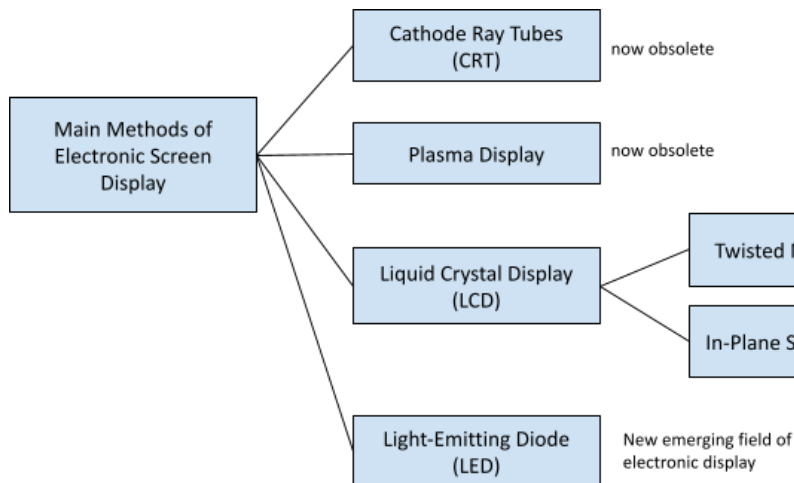 Cathode Ray Tubes
(CRT)
now obsolete
Main Methods of
Electronic Screen
Display
Plasma Display
now obsolete
Liquid Crystal Display
(LCD)
Twisted
In-Plane
Light-Emitting Diode
(LED)
New emerging field of
electronic display